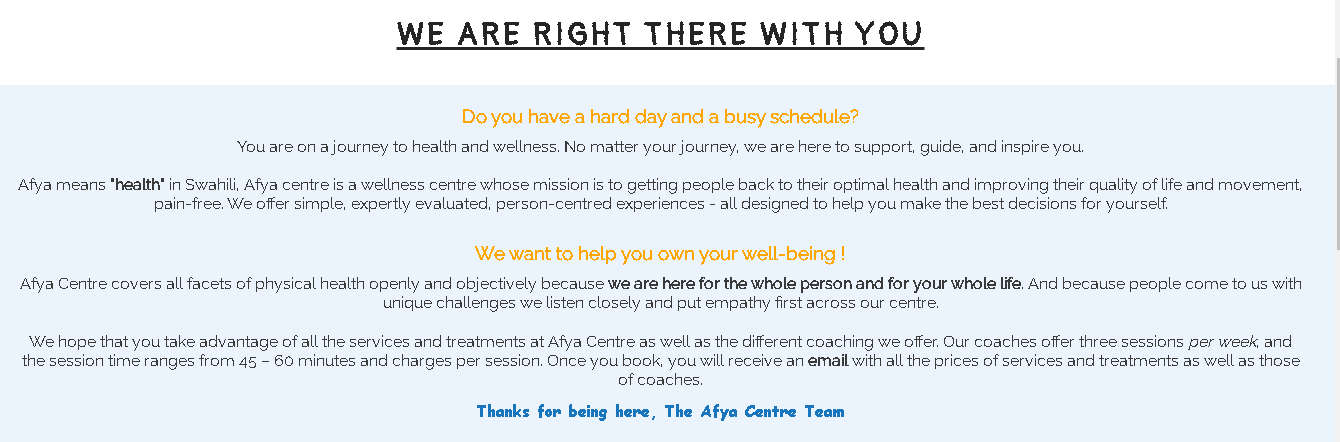 WE ARE RIGHT THERE WITH YOU
Do you have a hard day and a busy schedule?
You are on a journey to health and wellness. No matter your journey, we are here to support, guide, and inspire you.
Afya means "health" in Swahili, Afya centre is a wellness centre whose mission is to getting people back to their optimal health and improving their quality of life and movement,
pain-free. We offer simple, expertly evaluated, person-centred experiences - all designed to help you make the best decisions for yourself.
We want to help you own your well-being !
Afya Centre covers all facets of physical health openly and objectively because we are here for the whole person and for your whole life. And because people come to us with
unique challenges we listen closely and put empathy first across our centre.
We hope that you take advantage of all the services and treatments at Afya Centre as well as the different coaching we offer. Our coaches offer three sessions per week, and
the session time ranges from 45 – 60 minutes and charges per session. Once you book, you will receive an email with all the prices of services and treatments as well as those
of coaches.
Thanks for being here, The Afya Centre Team